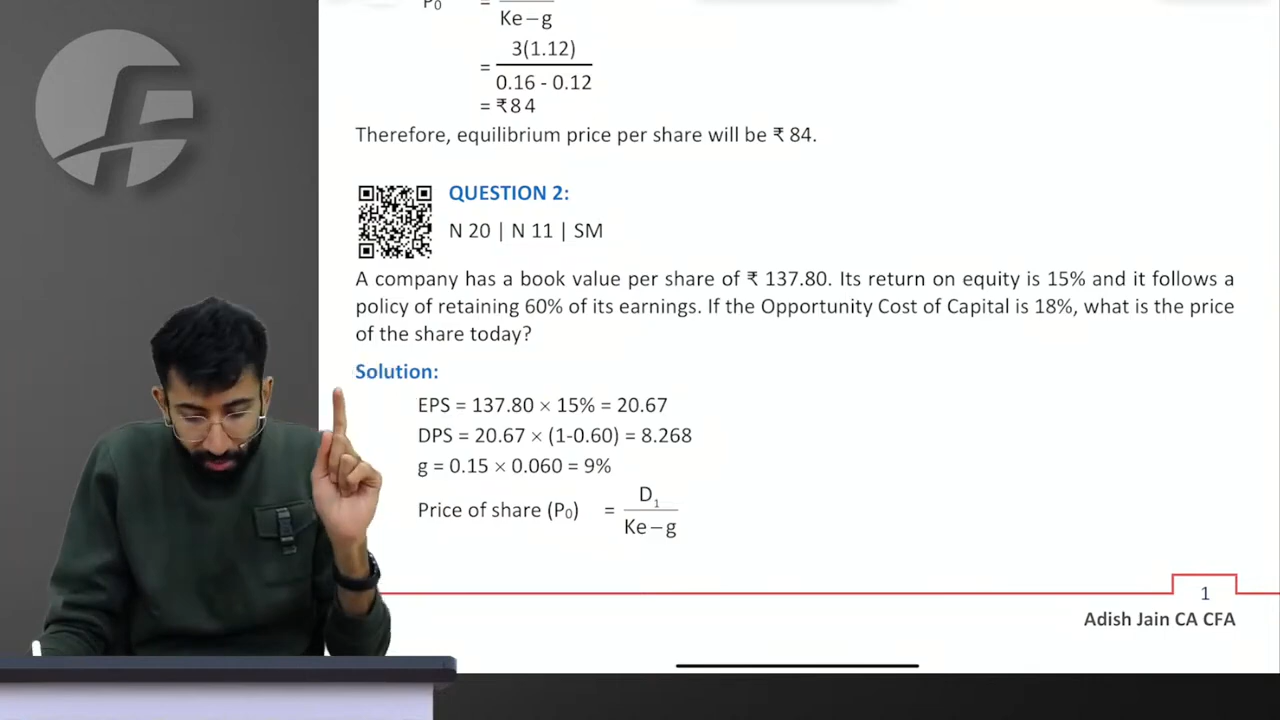 P₀ =
Ke – g
= 3(1.12)
0.16 - 0.12
= ₹84
Therefore, equilibrium price per share will be ₹ 84.
QUESTION 2:
N 20 | N 11 | SM
A company has a book value per share of ₹ 137.80. Its return on equity is 15% and it follows a
policy of retaining 60% of its earnings. If the Opportunity Cost of Capital is 18%, what is the price
of the share today?
Solution:
EPS = 137.80 × 15% = 20.67
DPS = 20.67 × (1-0.60) = 8.268
g = 0.15 × 0.060 = 9%
Price of share (P₀) = D₁
Ke – g
1
Adish Jain CA CFA